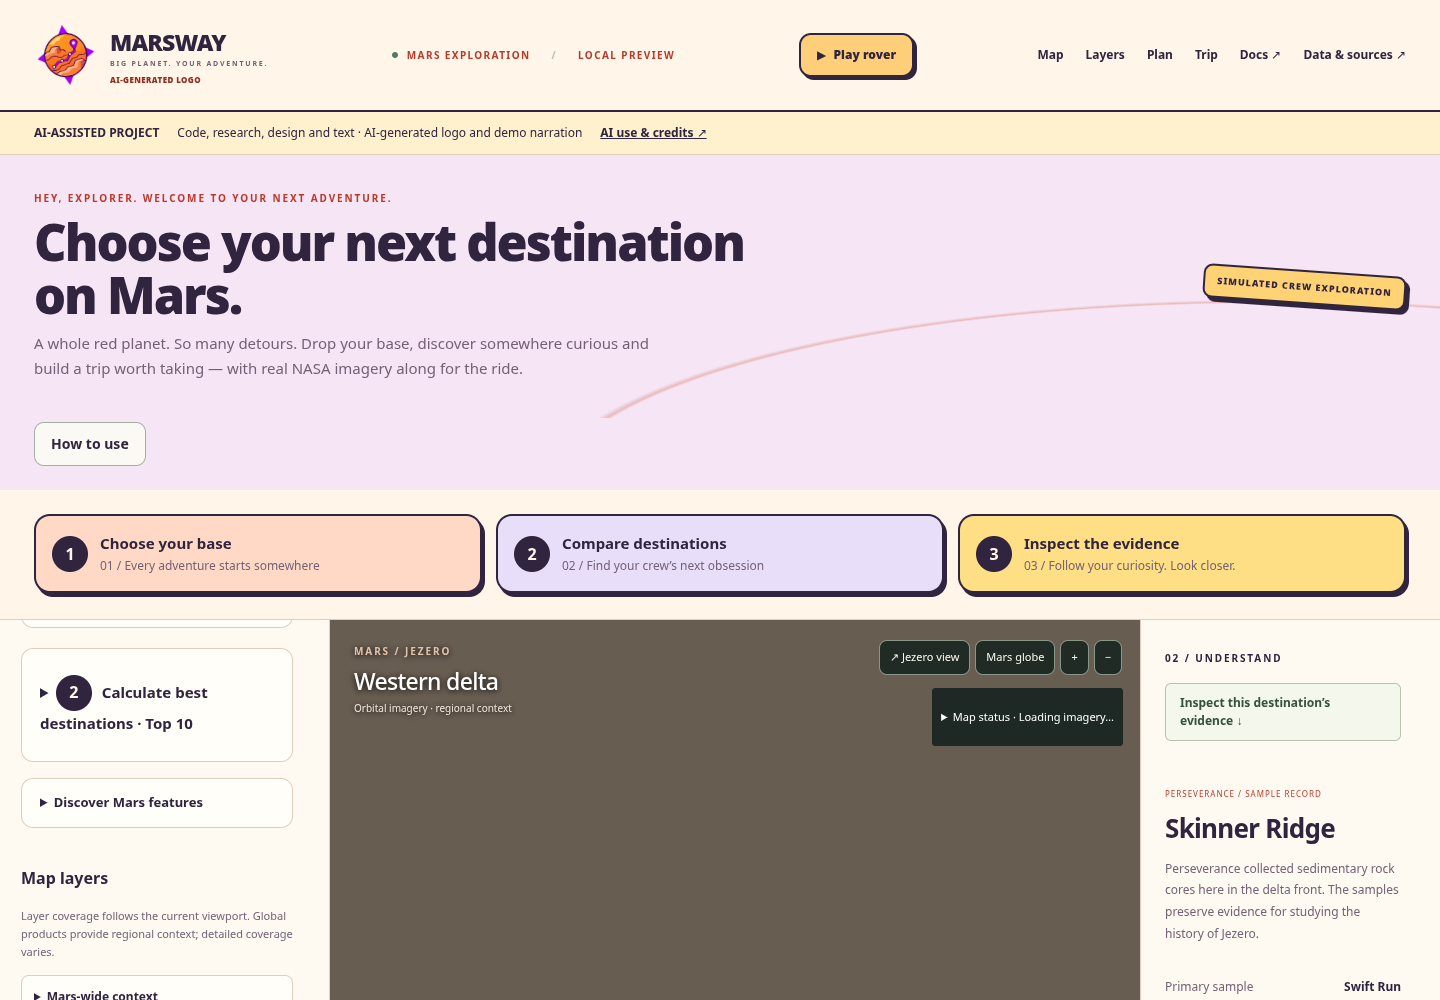 MARSWAY
BIG PLANET. YOUR ADVENTURE.
AI-GENERATED LOGO
MARS EXPLORATION / LOCAL PREVIEW
▶ Play rover
Map Layers Plan Trip Docs ↗ Data & sources ↗
AI-ASSISTED PROJECT Code, research, design and text · AI-generated logo and demo narration AI use & credits ↗
HEY, EXPLORER. WELCOME TO YOUR NEXT ADVENTURE.
Choose your next destination
on Mars.
A whole red planet. So many detours. Drop your base, discover somewhere curious and
build a trip worth taking — with real NASA imagery along for the ride.
SIMULATED CREW EXPLORATION
How to use
1 Choose your base
01 / Every adventure starts somewhere
2 Compare destinations
02 / Find your crew’s next obsession
3 Inspect the evidence
03 / Follow your curiosity. Look closer.
▶ 2 Calculate best
destinations · Top 10
▶ Discover Mars features
Map layers
Layer coverage follows the current viewport. Global
products provide regional context; detailed coverage
varies.
▶ Mars-wide context
MARS / JEZERO
Western delta
Orbital imagery · regional context
↗ Jezero view
Mars globe
+
−
▶ Map status · Loading imagery…
02 / UNDERSTAND
Inspect this destination’s
evidence ↓
PERSEVERANCE / SAMPLE RECORD
Skinner Ridge
Perseverance collected sedimentary rock
cores here in the delta front. The samples
preserve evidence for studying the
history of Jezero.
Primary sample Swift Run